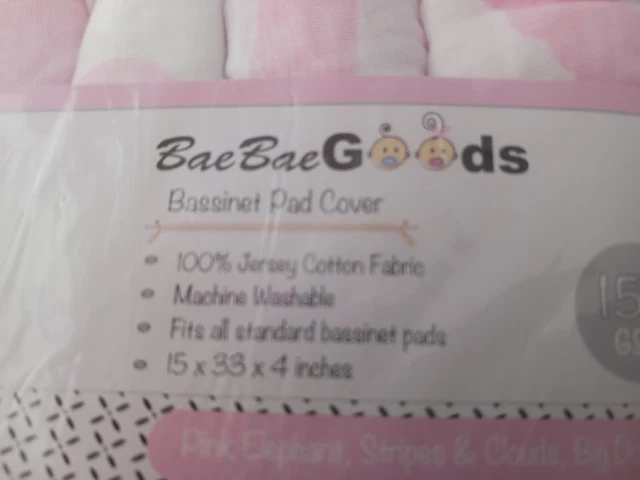 BaeBaeGoods
Bassinet Pad Cover
100% Jersey Cotton Fabric
Machine Washable
Fits all standard bassinet pads
15 x 33 x 4 inches
15
Pink Elephant, Stripes & Clouds, Big